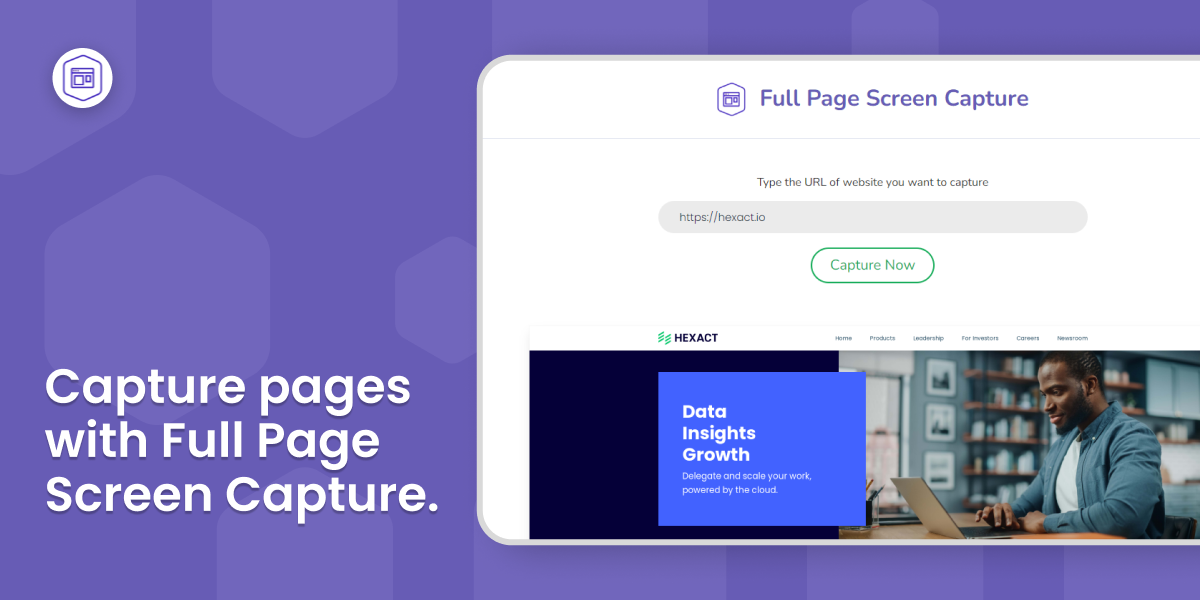 Capture pages
with Full Page
Screen Capture.
Full Page Screen Capture
Type the URL of website you want to capture
https://hexact.io
Capture Now
HEXACT
Home Products Leadership For Investors Careers Newsroom
Data
Insights
Growth
Delegate and scale your work,
powered by the cloud.